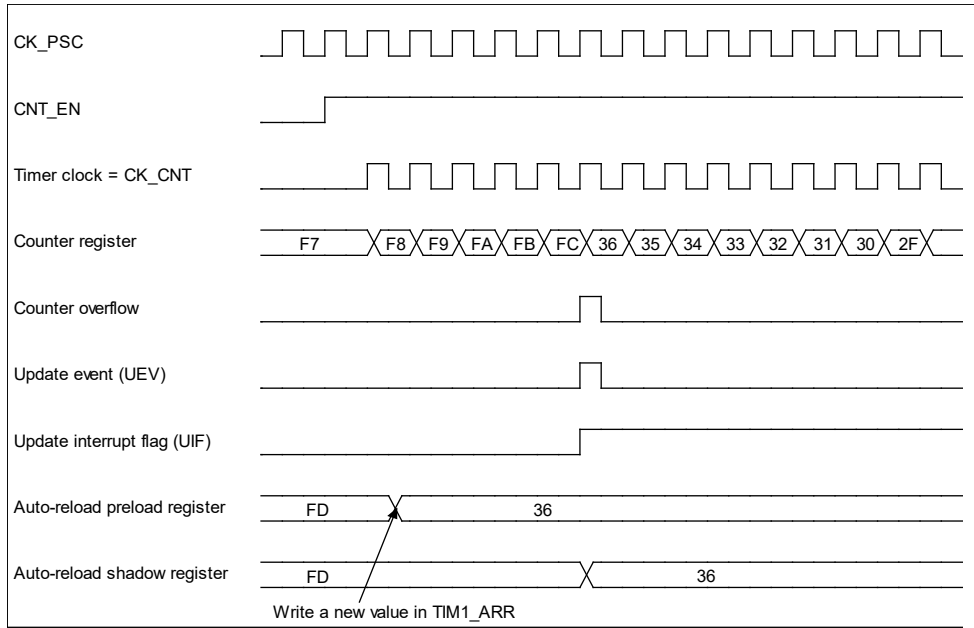 CK_PSC
CNT_EN
Timer clock = CK_CNT
Counter register F7 F8 F9 FA FB FC 36 35 34 33 32 31 30 2F
Counter overflow
Update event (UEV)
Update interrupt flag (UIF)
Auto-reload preload register FD 36
Auto-reload shadow register FD 36
Write a new value in TIM1_ARR